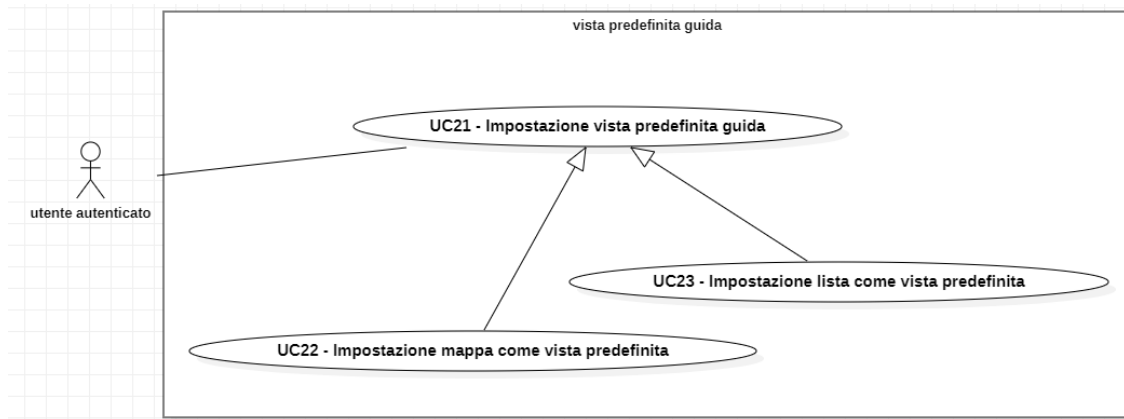 vista predefinita guida
UC21 - Impostazione vista predefinita guida
utente autenticato
UC23 - Impostazione lista come vista predefinita
UC22 - Impostazione mappa come vista predefinita